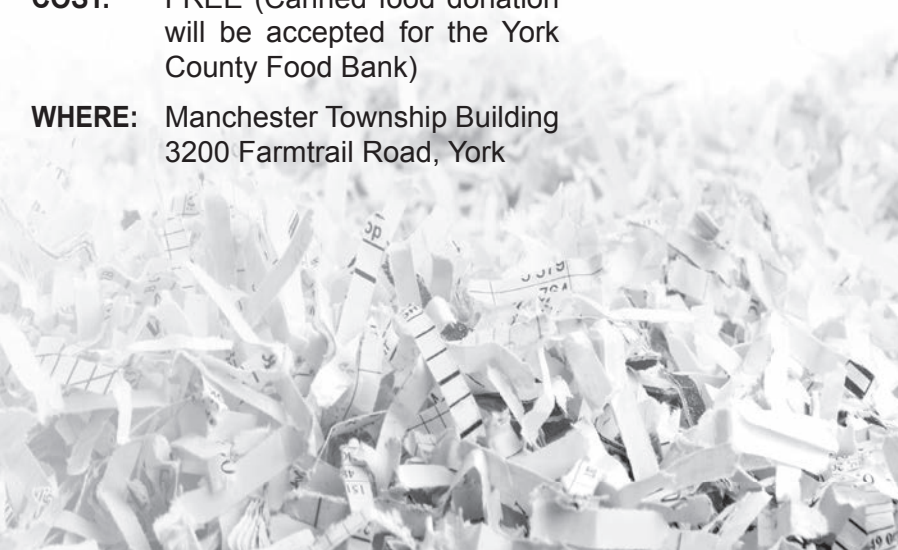 COST: FREE (Canned food donation
will be accepted for the York
County Food Bank)
WHERE: Manchester Township Building
3200 Farmtrail Road, York